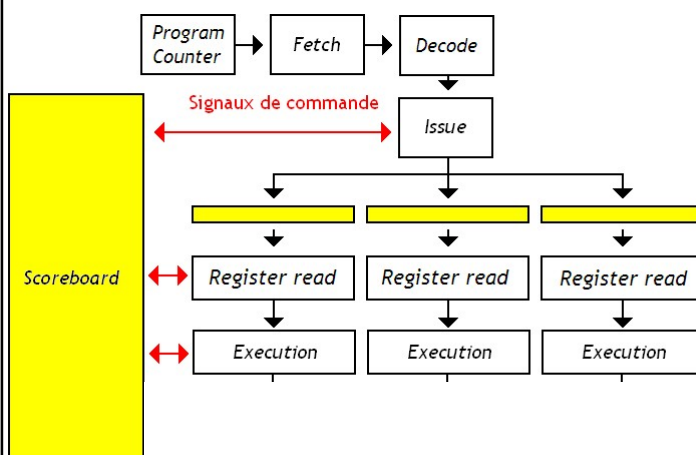 Program
Counter
Fetch
Decode
Signaux de commande
Issue
Scoreboard
Register read
Register read
Register read
Execution
Execution
Execution